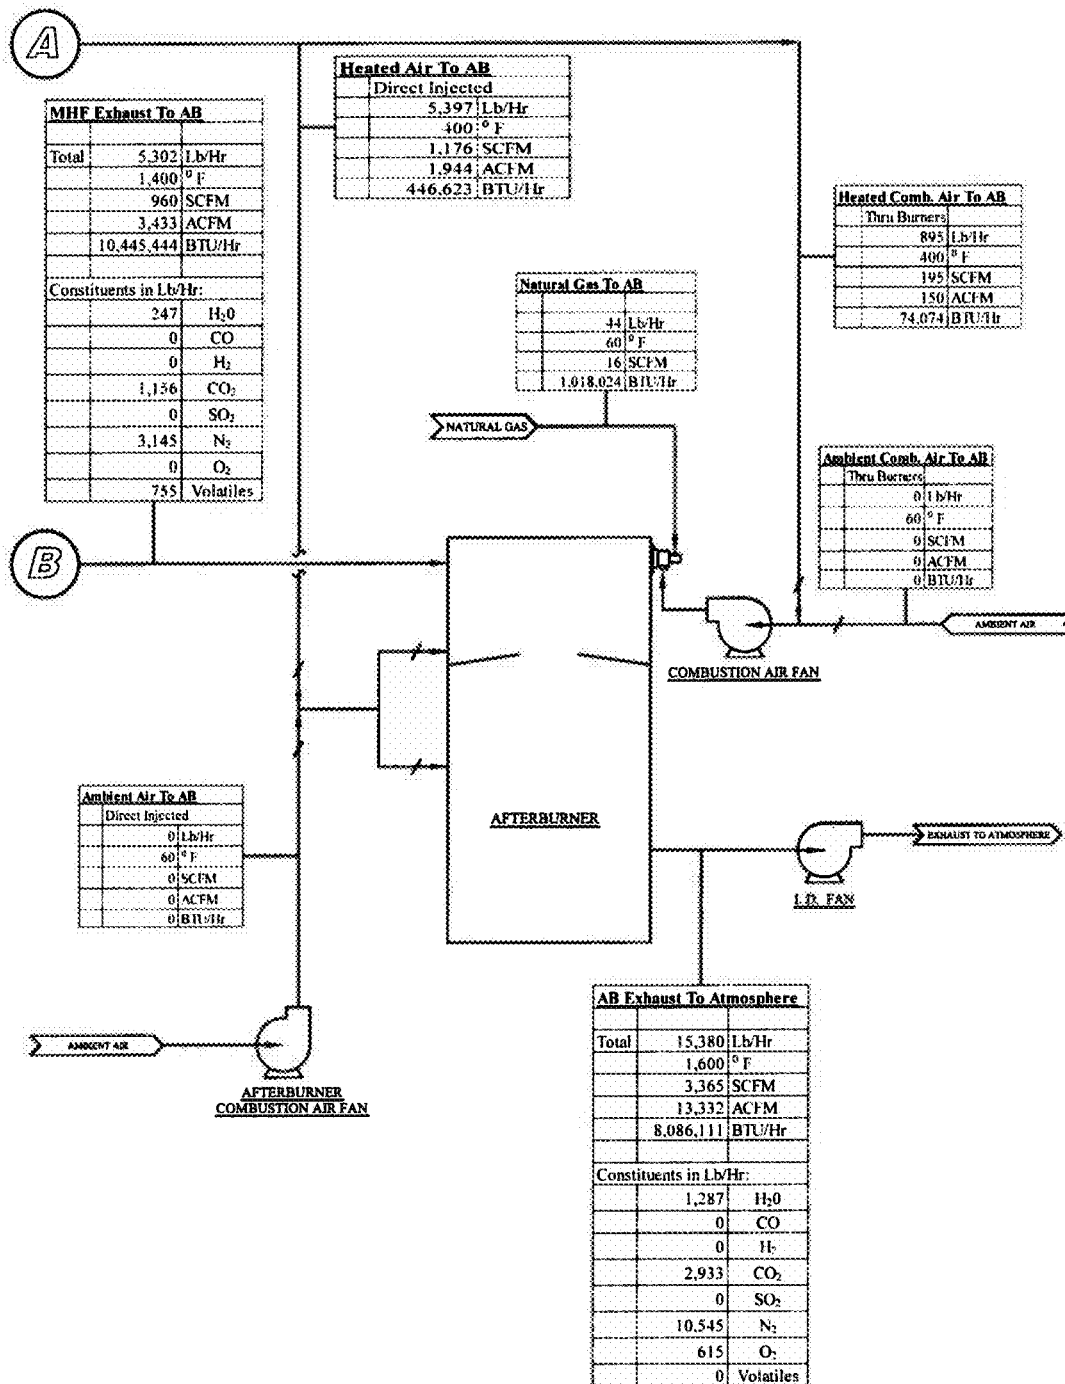 A
Heated Air To AB
Direct Injected
5,397 Lb/Hr
400 º F
1,176 SCFM
1,944 ACFM
446,623 BTU/Hr
MHF Exhaust To AB
Total 5,302 Lb/Hr
1,400 º F
960 SCFM
3,433 ACFM
10,445,444 BTU/Hr
Constituents in Lb/Hr:
247 H₂0
0 CO
0 H₂
1,156 CO₂
0 SO₂
3,145 N₂
0 O₂
755 Volatiles
Heated Comb. Air To AB
Thru Burners
895 Lb/Hr
400 º F
195 SCFM
150 ACFM
74,074 BTU/Hr
Natural Gas To AB
44 Lb/Hr
60 º F
16 SCFM
1,018,024 BTU/Hr
NATURAL GAS
Ambient Comb. Air To AB
Thru Burners
0 Lb/Hr
60 º F
0 SCFM
0 ACFM
0 BTU/Hr
B
AMBIENT AIR
COMBUSTION AIR FAN
Ambient Air To AB
Direct Injected
0 Lb/Hr
60 º F
0 SCFM
0 ACFM
0 BTU/Hr
AFTERBURNER
EXHAUST TO ATMOSPHERE
I.D. FAN
AMBIENT AIR
AFTERBURNER
COMBUSTION AIR FAN
AB Exhaust To Atmosphere
Total 15,380 Lb/Hr
1,600 º F
3,365 SCFM
13,332 ACFM
8,086,111 BTU/Hr
Constituents in Lb/Hr:
1,287 H₂0
0 CO
0 H₂
2,933 CO₂
0 SO₂
10,545 N₂
615 O₂
0 Volatiles